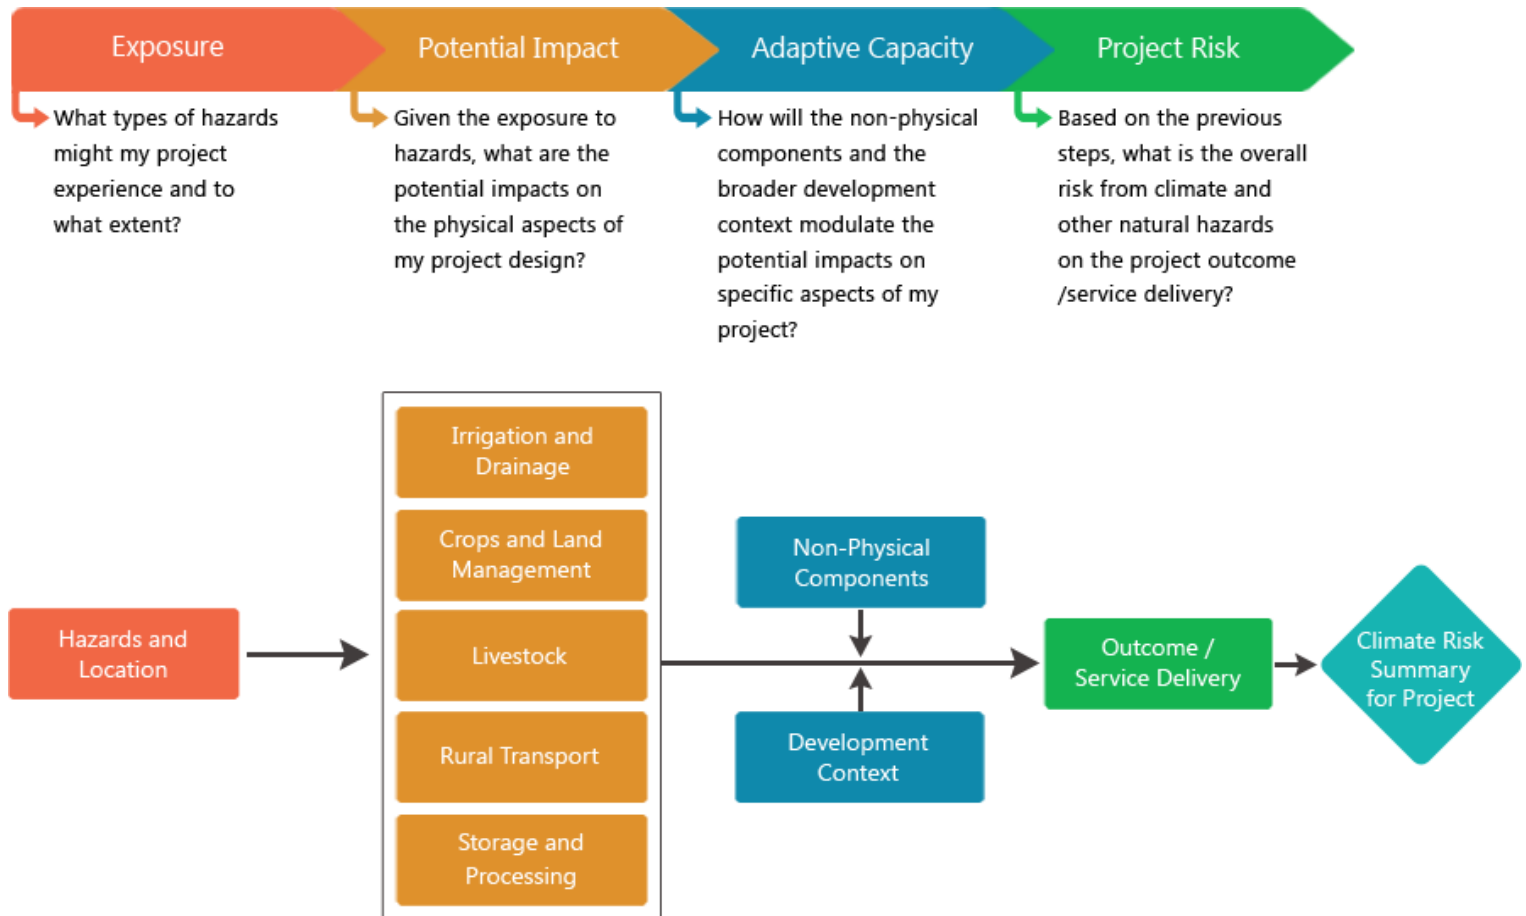 Exposure
Potential Impact
Adaptive Capacity
Project Risk
What types of hazards
might my project
experience and to
what extent?
Given the exposure to
hazards, what are the
potential impacts on
the physical aspects of
my project design?
How will the non-physical
components and the
broader development
context modulate the
potential impacts on
specific aspects of my
project?
Based on the previous
steps, what is the overall
risk from climate and
other natural hazards
on the project outcome
/service delivery?
Hazards and
Location
Irrigation and
Drainage
Crops and Land
Management
Livestock
Rural Transport
Storage and
Processing
Non-Physical
Components
Development
Context
Outcome /
Service Delivery
Climate Risk
Summary
for Project